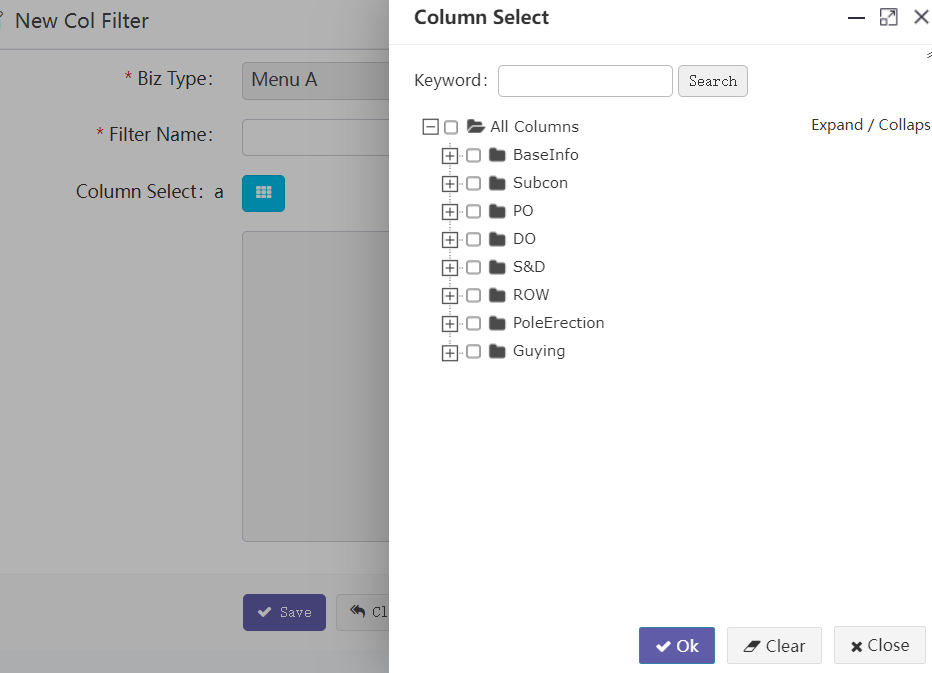 New Col Filter
* Biz Type:
Menu A
* Filter Name:
Column Select: a
Save
Cl
Column Select
Keyword:
Search
All Columns
Expand / Collaps
BaseInfo
Subcon
PO
DO
S&D
ROW
PoleErection
Guying
Ok
Clear
Close